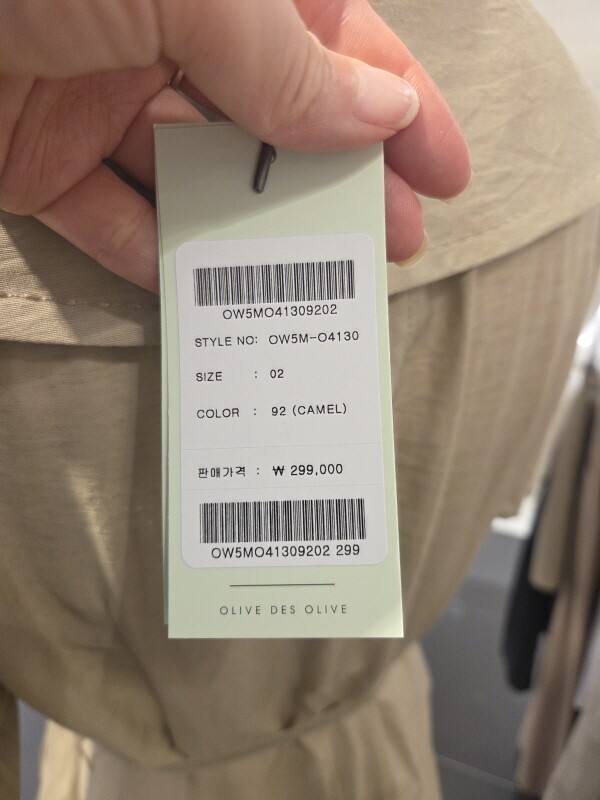 OW5MO41309202
STYLE NO: OW5M-O4130
SIZE : 02
COLOR : 92 (CAMEL)
판매가격 : ₩ 299,000
OW5MO41309202 299
OLIVE DES OLIVE